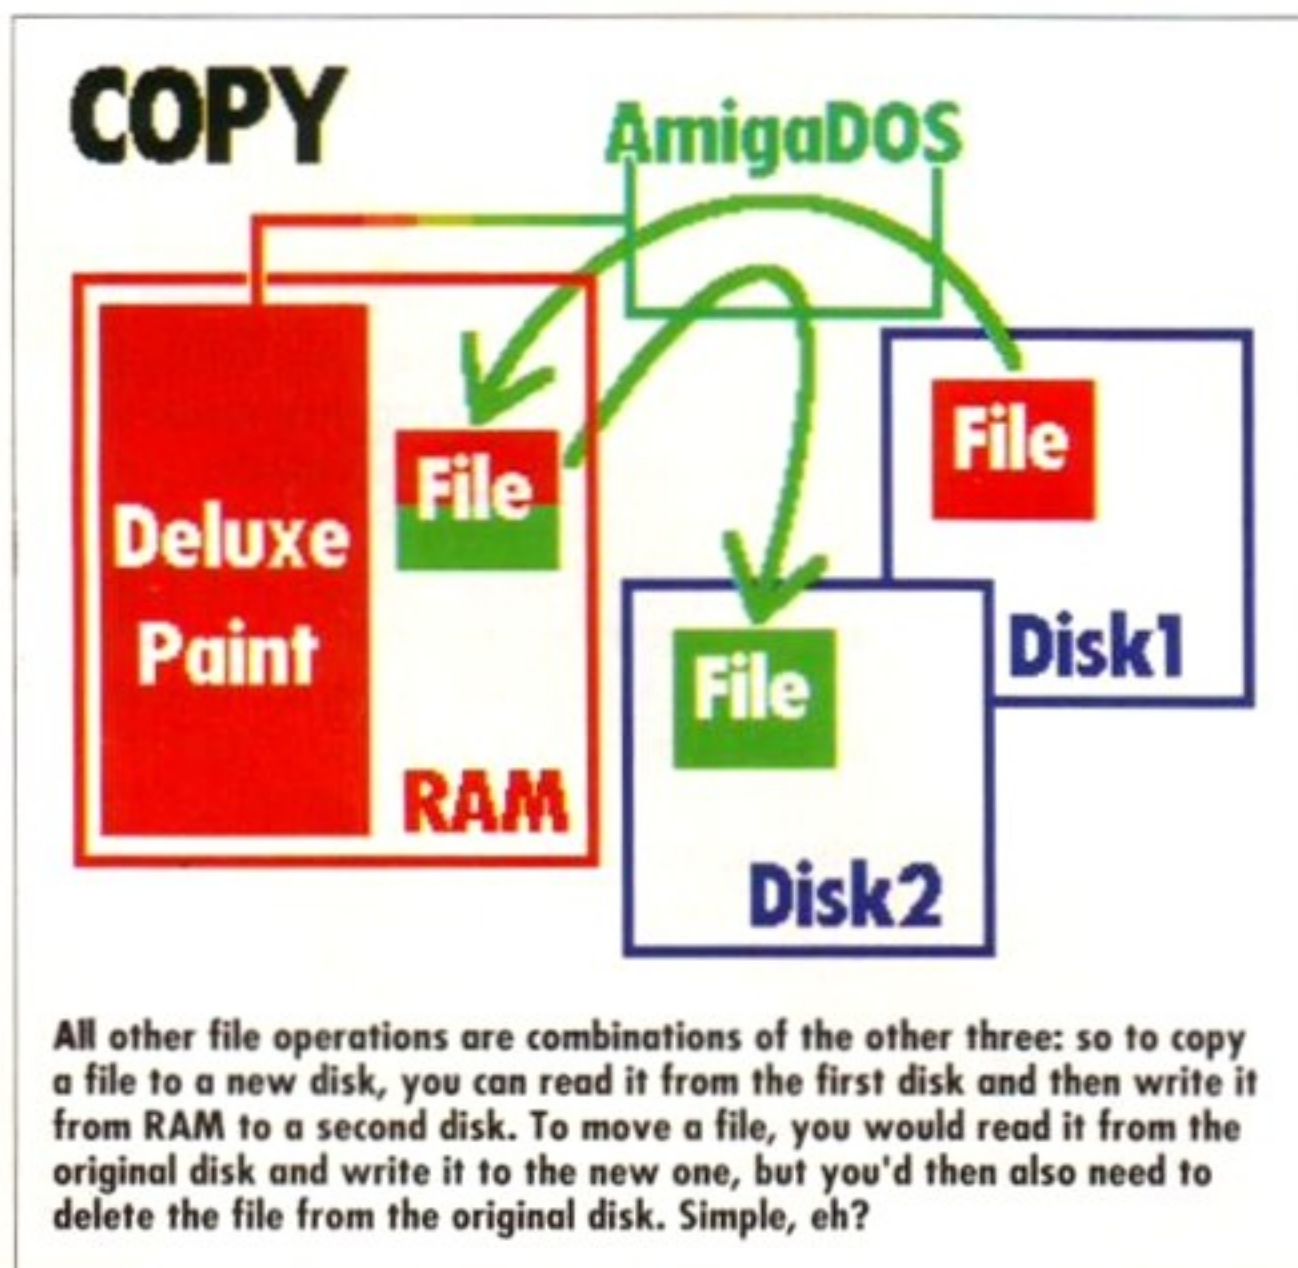 COPY
AmigaDOS
File
File
Deluxe
Paint
File
Disk1
RAM
Disk2
All other file operations are combinations of the other three: so to copy
a file to a new disk, you can read it from the first disk and then write it
from RAM to a second disk. To move a file, you would read it from the
original disk and write it to the new one, but you'd then also need to
delete the file from the original disk. Simple, eh?